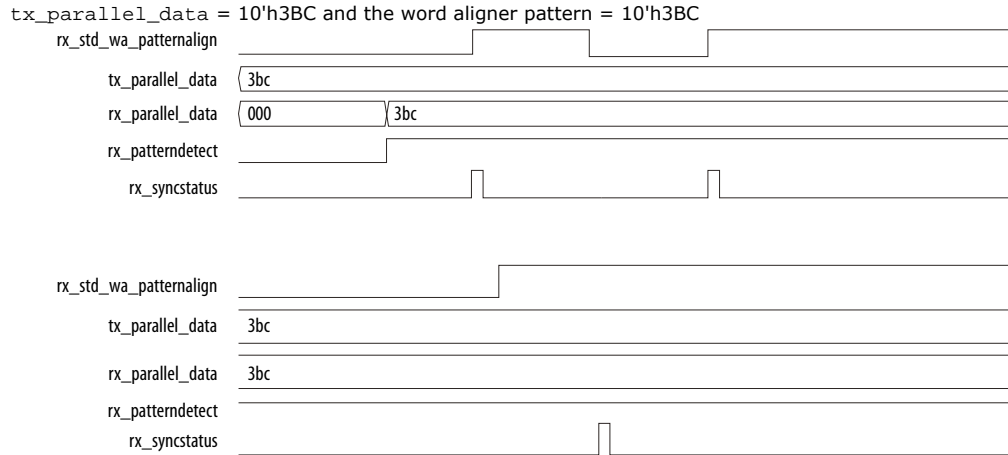 tx_parallel_data = 10'h3BC and the word aligner pattern = 10'h3BC
rx_std_wa_patternalign
tx_parallel_data 3bc
rx_parallel_data 000 3bc
rx_patterndetect
rx_syncstatus
rx_std_wa_patternalign
tx_parallel_data 3bc
rx_parallel_data 3bc
rx_patterndetect
rx_syncstatus